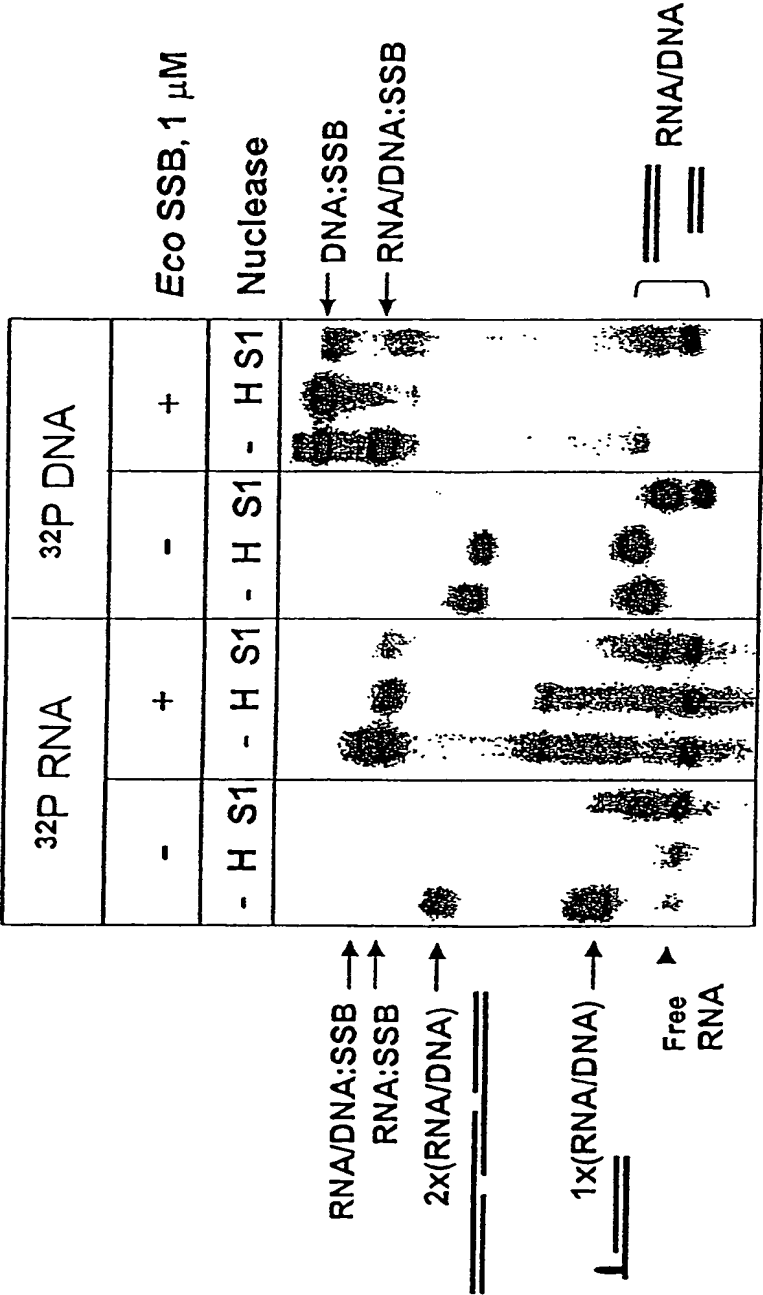 32P RNA
32P DNA
-
+
-
+
Eco SSB, 1 µM
- H S1
- H S1
- H S1
- H S1
Nuclease
RNA/DNA:SSB
RNA:SSB
2x(RNA/DNA)
1x(RNA/DNA)
Free
RNA
DNA:SSB
RNA/DNA:SSB
RNA/DNA